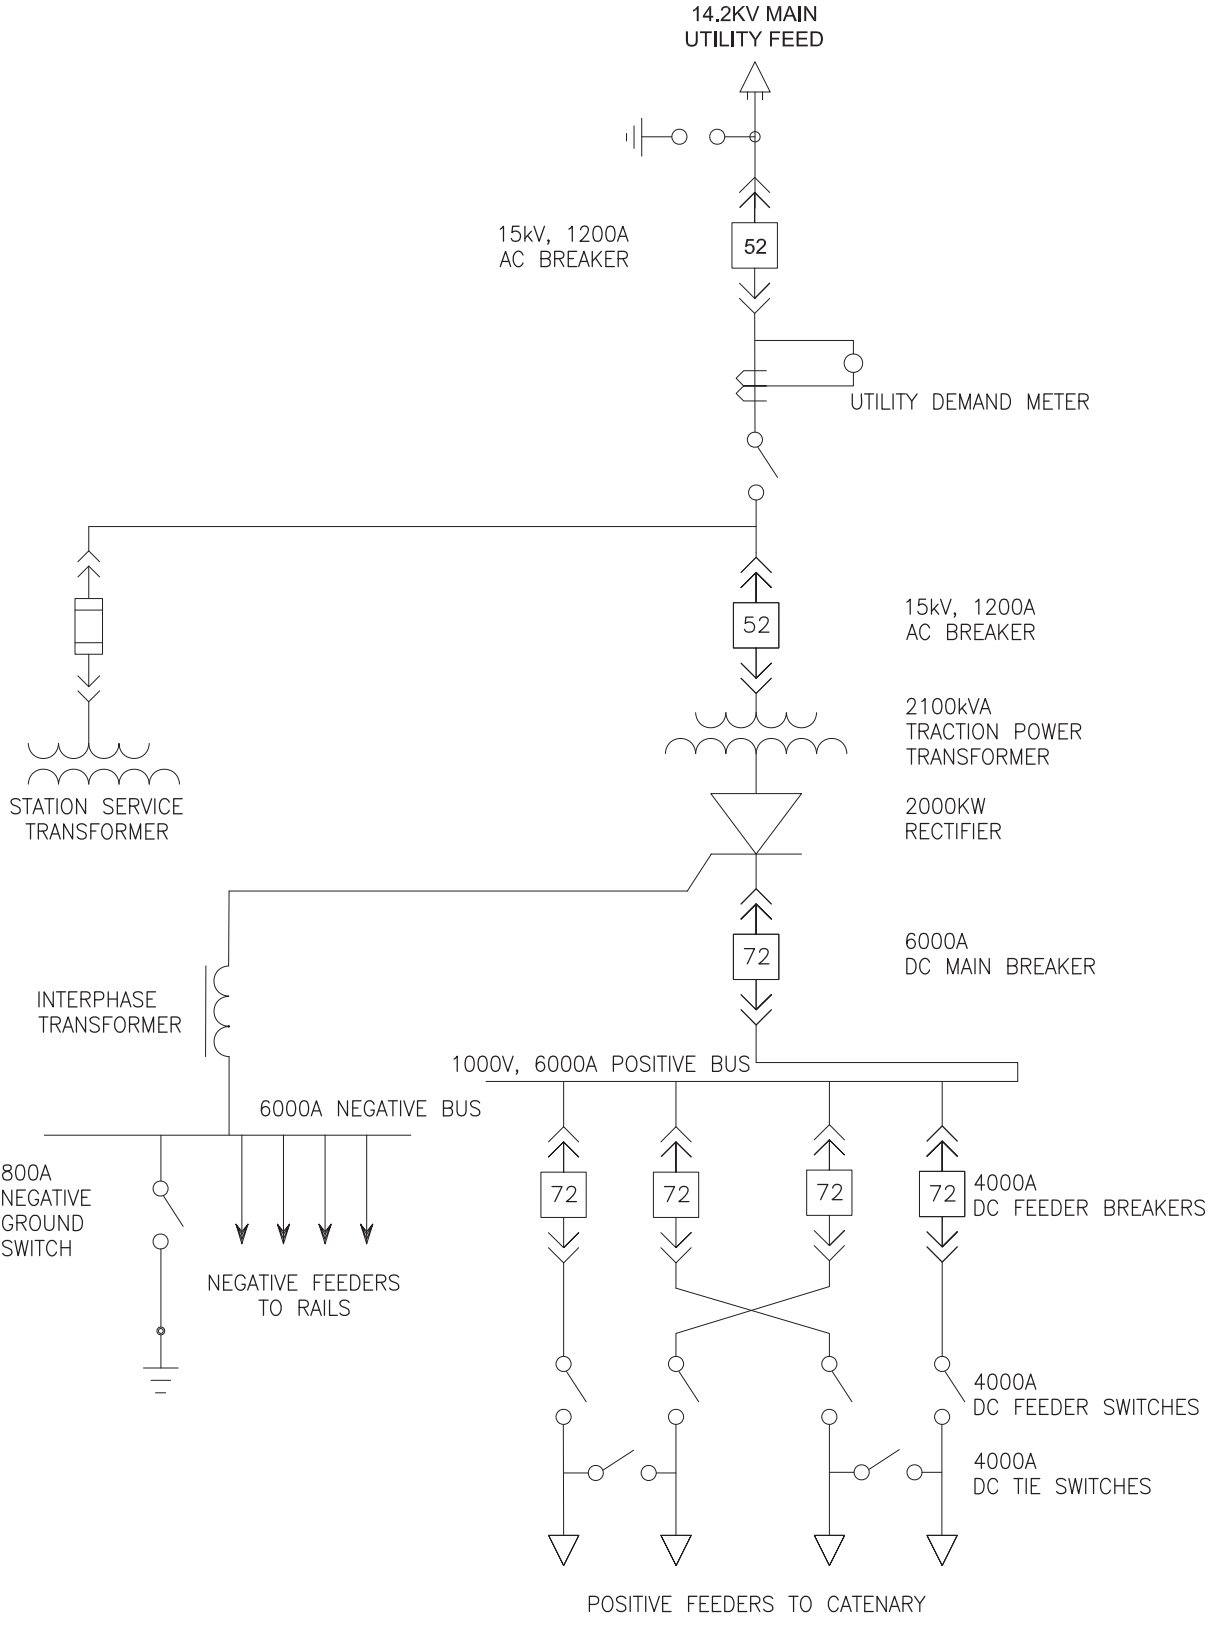 14.2KV MAIN
UTILITY FEED
15kV, 1200A
AC BREAKER
52
UTILITY DEMAND METER
52
15kV, 1200A
AC BREAKER
2100kVA
TRACTION POWER
TRANSFORMER
STATION SERVICE
TRANSFORMER
2000KW
RECTIFIER
72
6000A
DC MAIN BREAKER
INTERPHASE
TRANSFORMER
1000V, 6000A POSITIVE BUS
6000A NEGATIVE BUS
800A
NEGATIVE
GROUND
SWITCH
72
72
72
72
4000A
DC FEEDER BREAKERS
NEGATIVE FEEDERS
TO RAILS
4000A
DC FEEDER SWITCHES
4000A
DC TIE SWITCHES
POSITIVE FEEDERS TO CATENARY